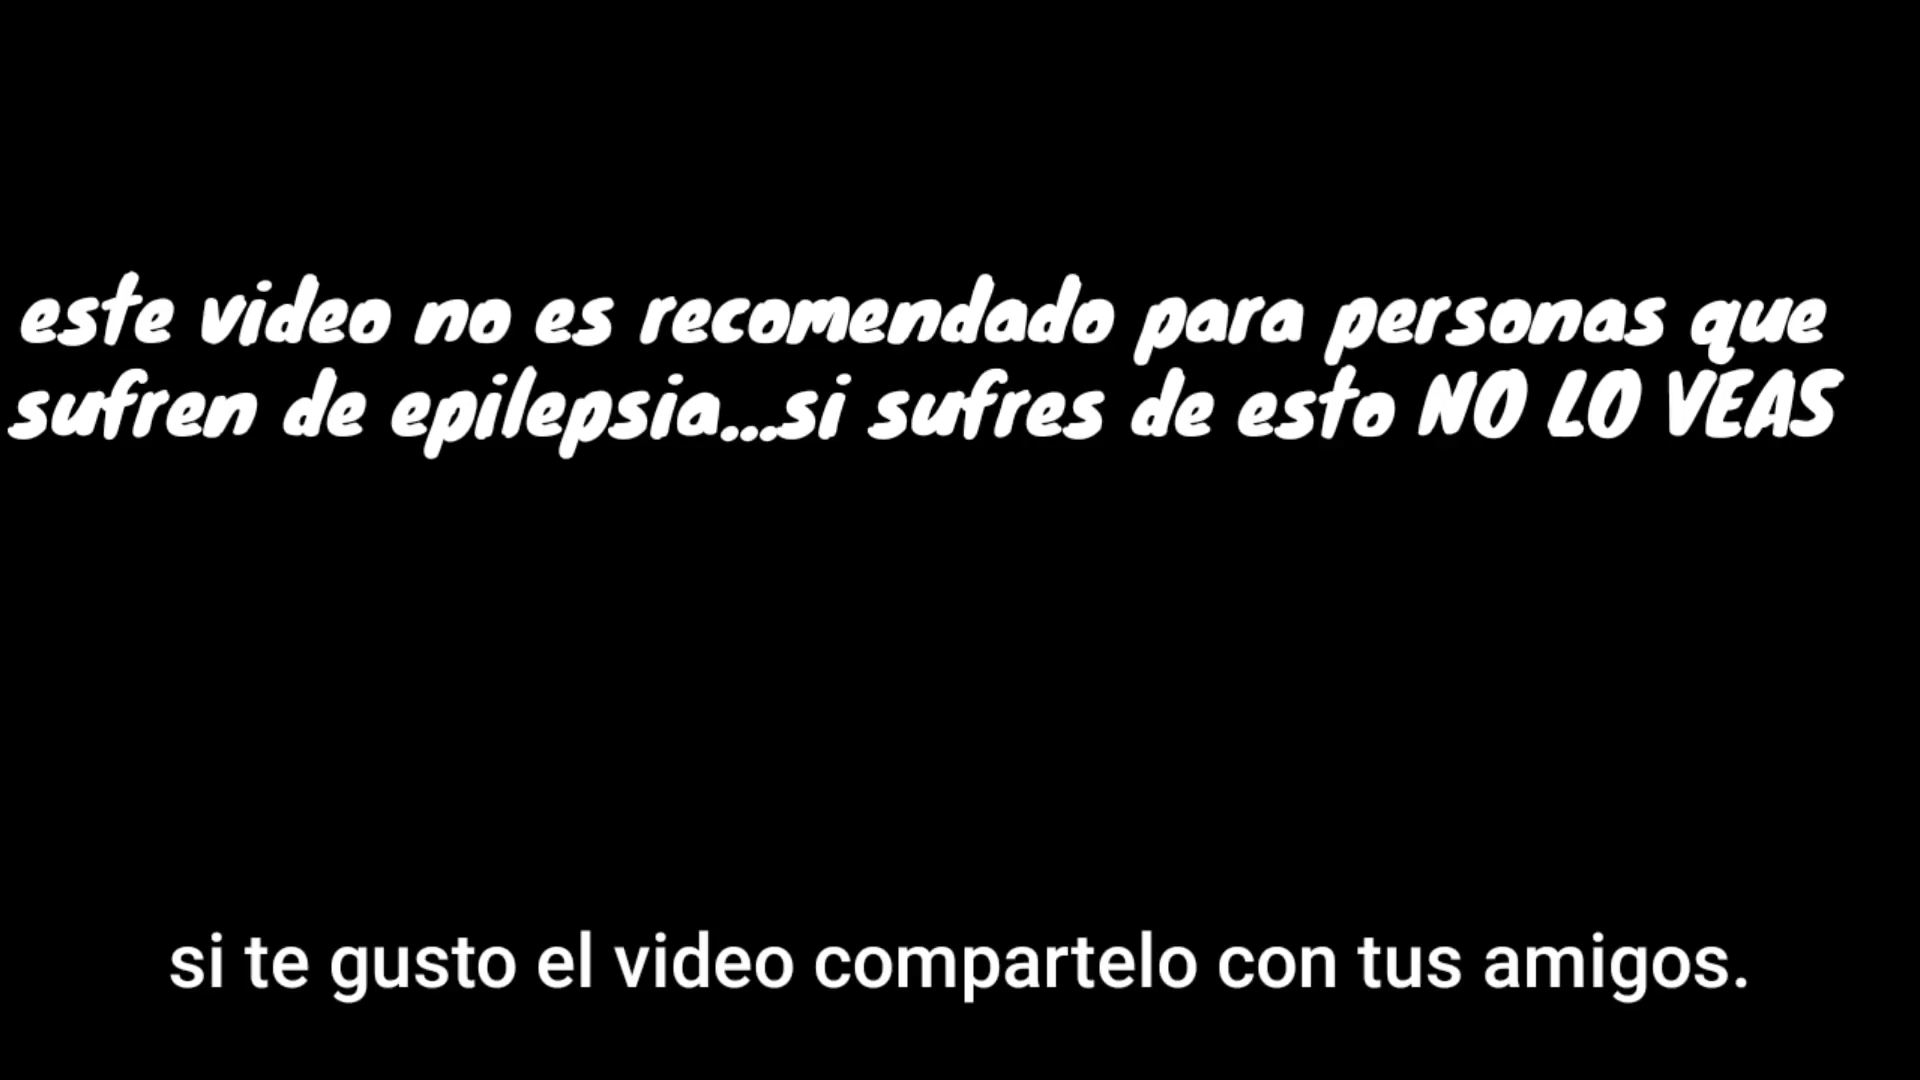 este video no es recomendado para personas que
sufren de epilepsia...si sufres de esto NO LO VEAS
si te gusto el video compartelo con tus amigos.